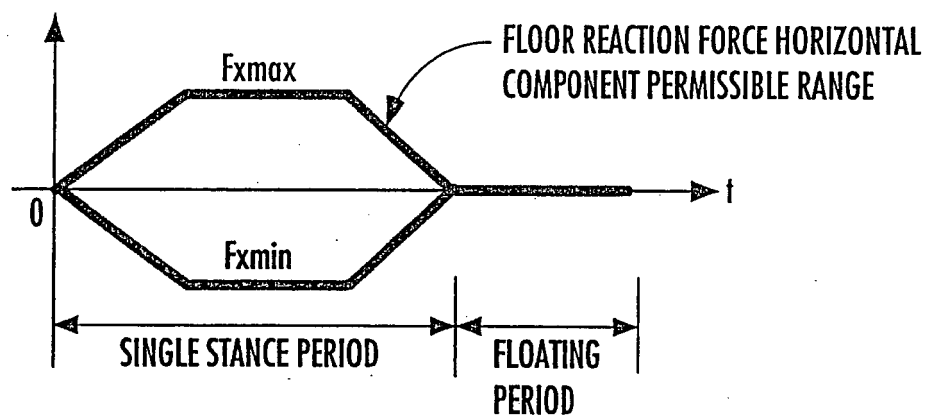 FLOOR REACTION FORCE HORIZONTAL
COMPONENT PERMISSIBLE RANGE
Fxmax
t
0
Fxmin
SINGLE STANCE PERIOD
FLOATING
PERIOD